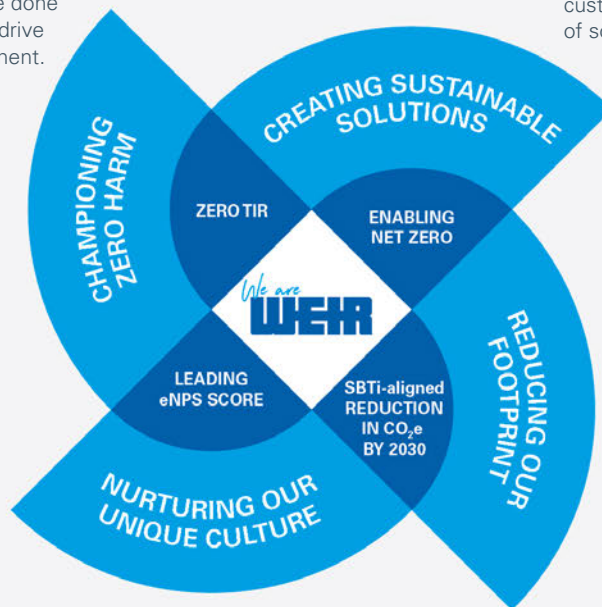 e done
drive
nent.
cust
of so
CREATING SUSTAINABLE
SOLUTIONS
CHAMPIONING
ZERO HARM
ZERO TIR
ENABLING
NET ZERO
We are
WEIR
REDUCING OUR
FOOTPRINT
LEADING
eNPS SCORE
SBTi-aligned
REDUCTION
IN CO₂e
BY 2030
NURTURING OUR
UNIQUE CULTURE